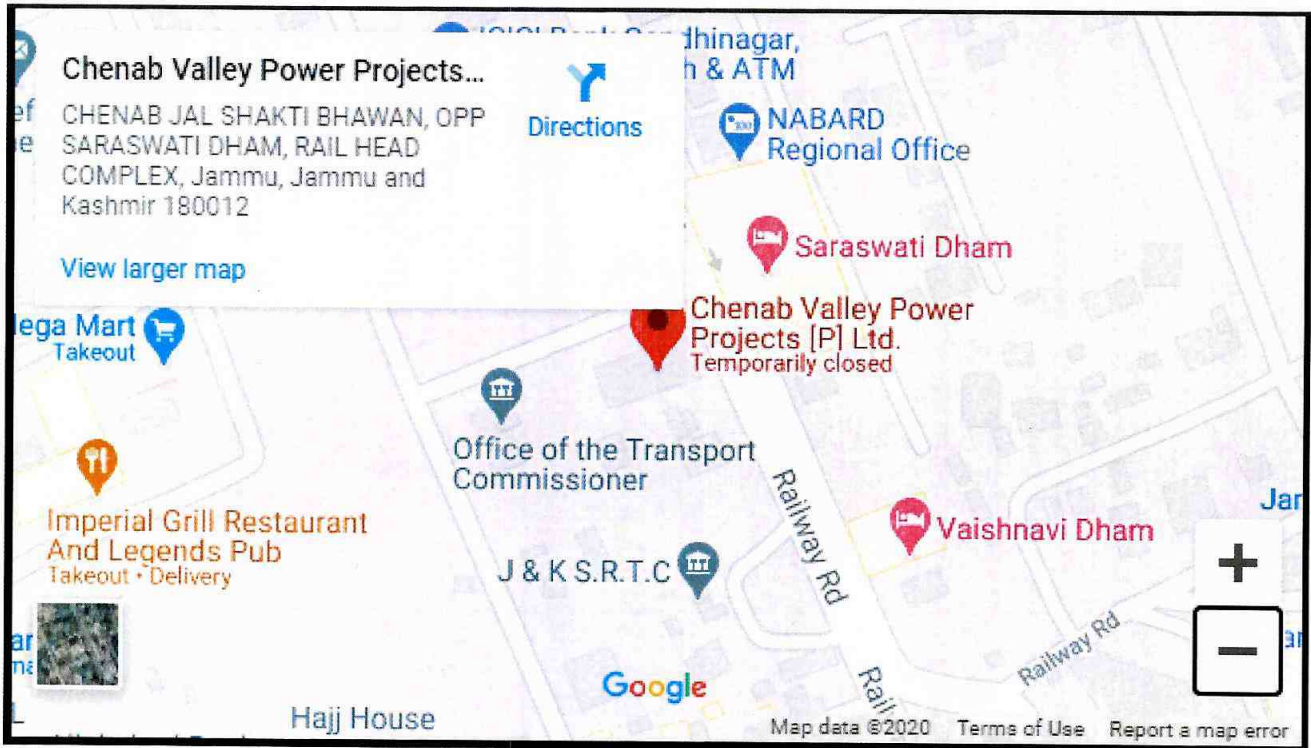 Chenab Valley Power Projects...
CHENAB JAL SHAKTI BHAWAN, OPP
SARASWATI DHAM, RAIL HEAD
COMPLEX, Jammu, Jammu and
Kashmir 180012
Directions
View larger map
dhinagar,
h & ATM
NABARD
Regional Office
Saraswati Dham
Chenab Valley Power
Projects [P] Ltd.
Temporarily closed
ega Mart
Takeout
Office of the Transport
Commissioner
Imperial Grill Restaurant
And Legends Pub
Takeout • Delivery
J & K S.R.T.C
Railway Rd
Vaishnavi Dham
Jar
+
−
Railway Rd
Rail
Google
Hajj House
Map data ©2020 Terms of Use Report a map error